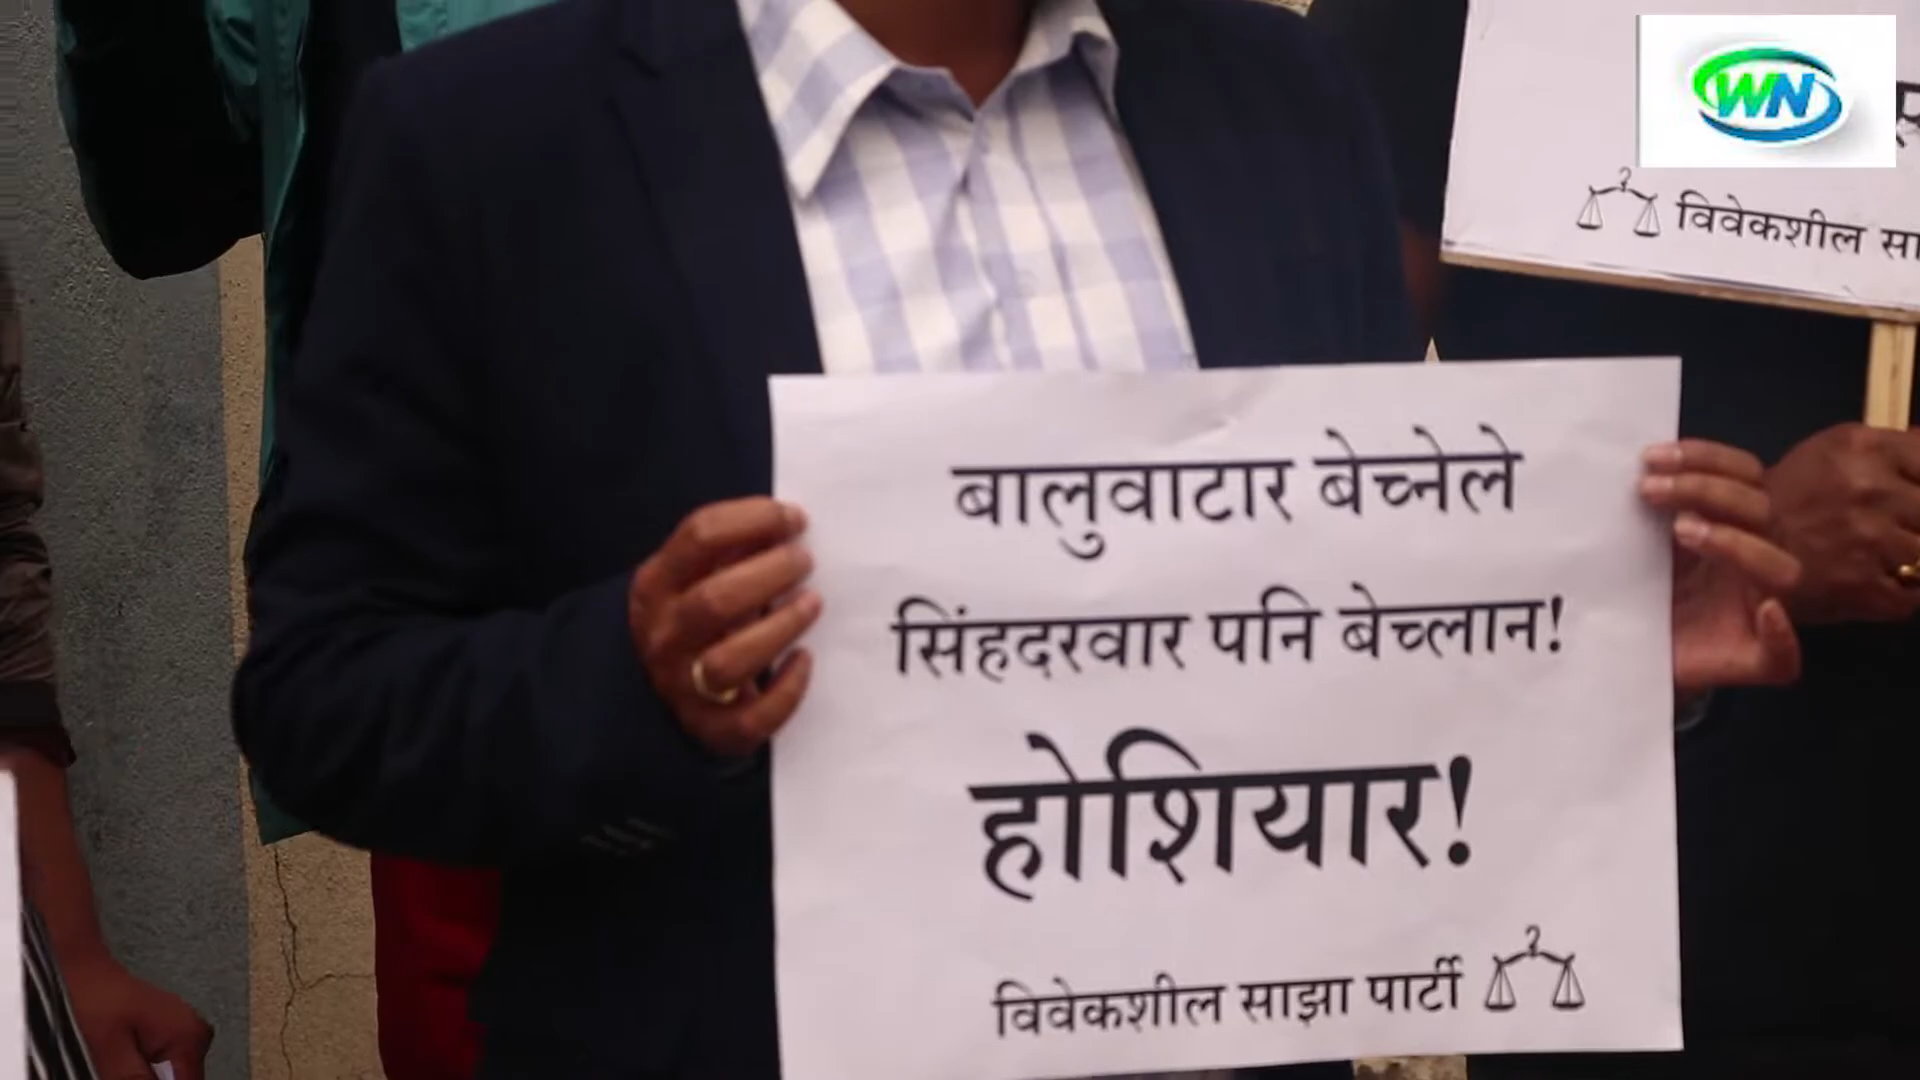 WN
विवेकशील सा
बालुवाटार बेच्नेले
सिंहदरवार पनि बेच्लान!
होशियार!
विवेकशील साझा पार्टी